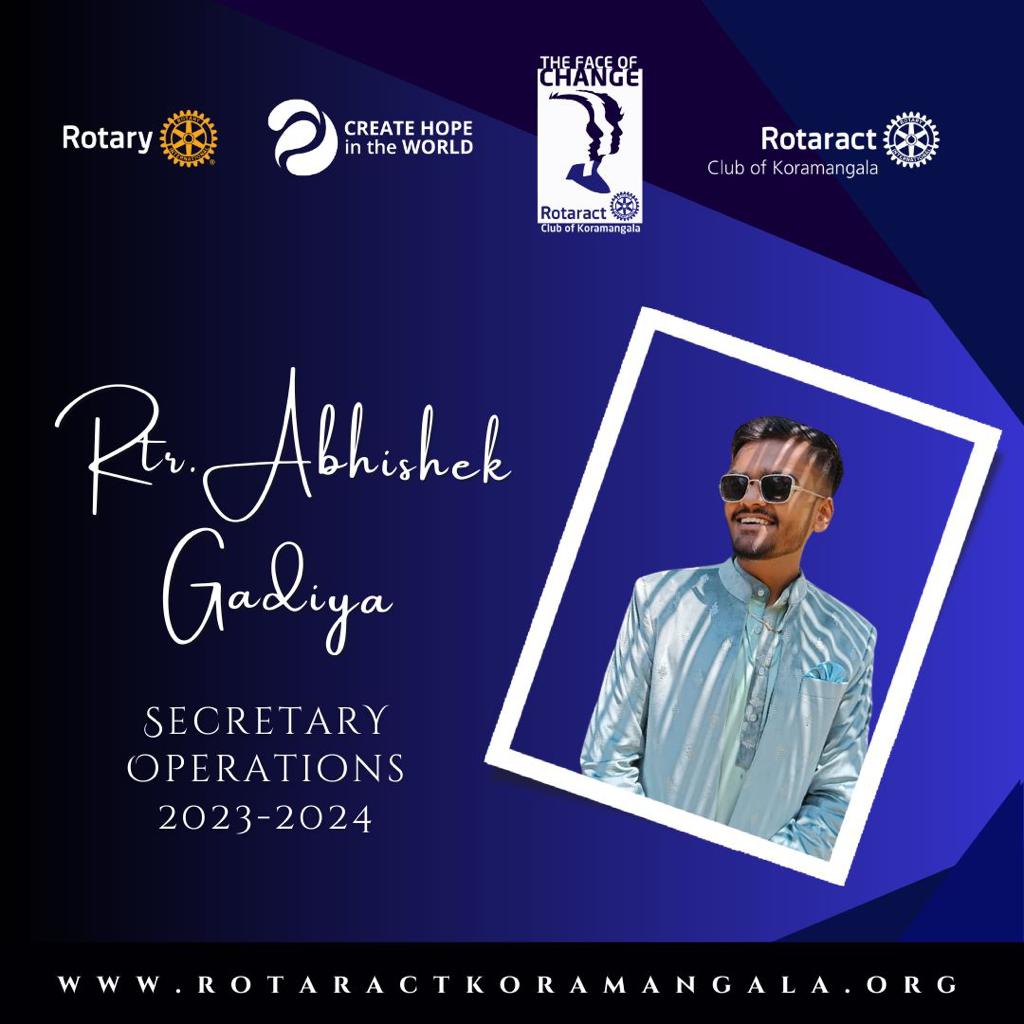 Rotary
CREATE HOPE
in the WORLD
THE FACE OF
CHANGE
Rotaract
Club of Koramangala
Rotaract
Club of Koramangala
Rtr. Abhishek
Gadiya
SECRETARY
OPERATIONS
2023-2024
WWW.ROTARACTKORAMANGALA.ORG